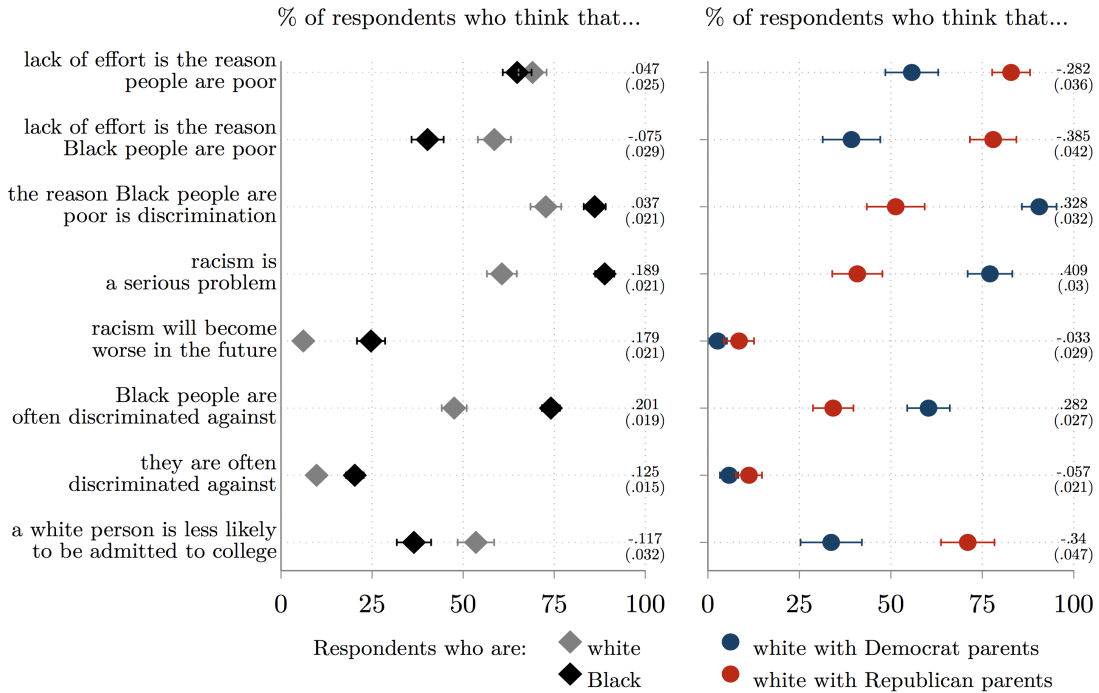 % of respondents who think that...
% of respondents who think that...
lack of effort is the reason
people are poor
.047
(.025)
-.282
(.036)
lack of effort is the reason
Black people are poor
-.075
(.029)
-.385
(.042)
the reason Black people are
poor is discrimination
.037
(.021)
.328
(.032)
racism is
a serious problem
.189
(.021)
.409
(.03)
racism will become
worse in the future
.179
(.021)
-.033
(.029)
Black people are
often discriminated against
.201
(.019)
.282
(.027)
they are often
discriminated against
.125
(.015)
-.057
(.021)
a white person is less likely
to be admitted to college
-.117
(.032)
-.34
(.047)
0 25 50 75 100
0 25 50 75 100
Respondents who are:
white
Black
white with Democrat parents
white with Republican parents